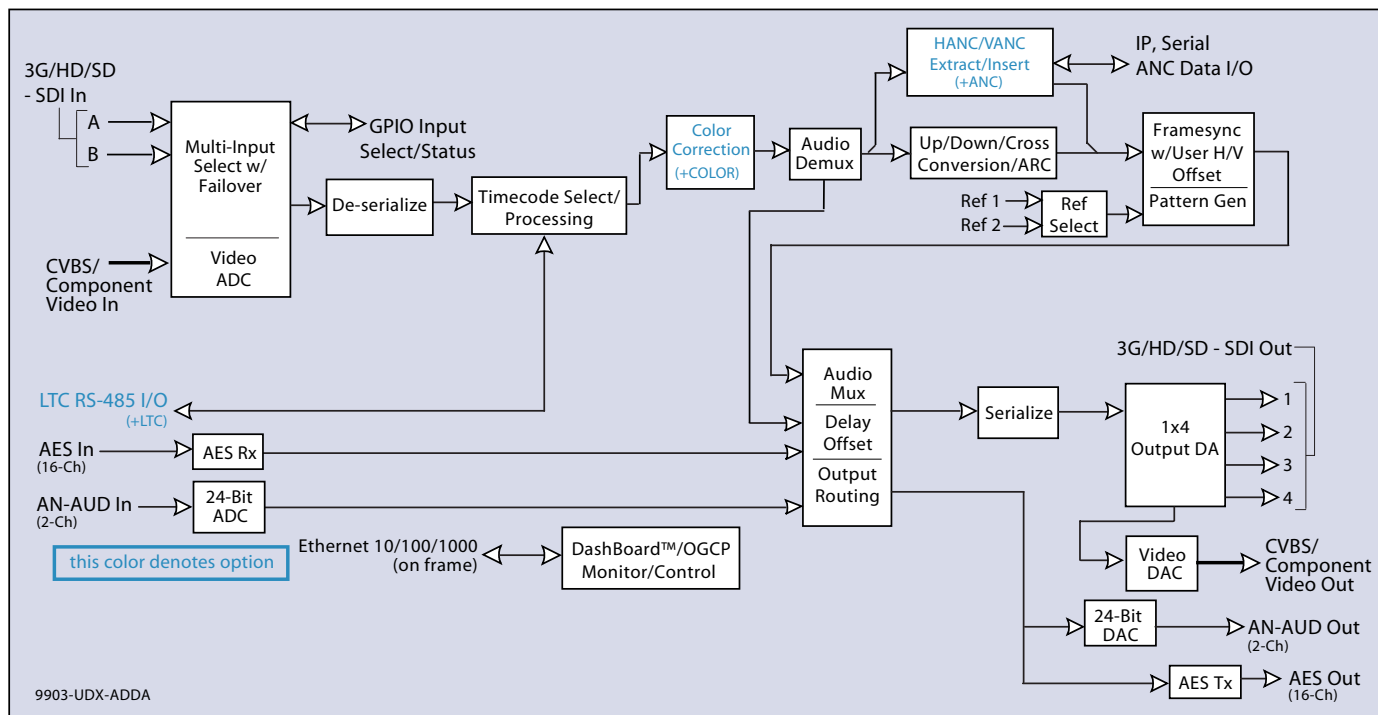 3G/HD/SD
- SDI In
A
B
Multi-Input
Select w/
Failover
Video
ADC
CVBS/
Component
Video In
GPIO Input
Select/Status
De-serialize
Timecode Select/
Processing
Color
Correction
(+COLOR)
Audio
Demux
HANC/VANC
Extract/Insert
(+ANC)
IP, Serial
ANC Data I/O
Up/Down/Cross
Conversion/ARC
Ref 1
Ref 2
Ref
Select
Framesync
w/User H/V
Offset
Pattern Gen
LTC RS-485 I/O
(+LTC)
AES In
(16-Ch)
AES Rx
AN-AUD In
(2-Ch)
24-Bit
ADC
this color denotes option
Ethernet 10/100/1000
(on frame)
DashBoard™/OGCP
Monitor/Control
Audio
Mux
Delay
Offset
Output
Routing
Serialize
3G/HD/SD - SDI Out
1x4
Output DA
1
2
3
4
Video
DAC
CVBS/
Component
Video Out
24-Bit
DAC
AN-AUD Out
(2-Ch)
AES Tx
AES Out
(16-Ch)
9903-UDX-ADDA